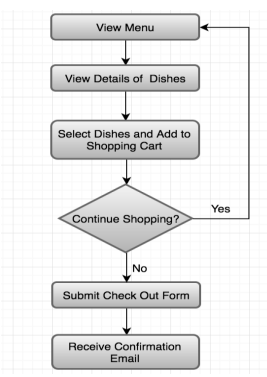 View Menu
View Details of Dishes
Select Dishes and Add to
Shopping Cart
Continue Shopping?
Yes
No
Submit Check Out Form
Receive Confirmation
Email